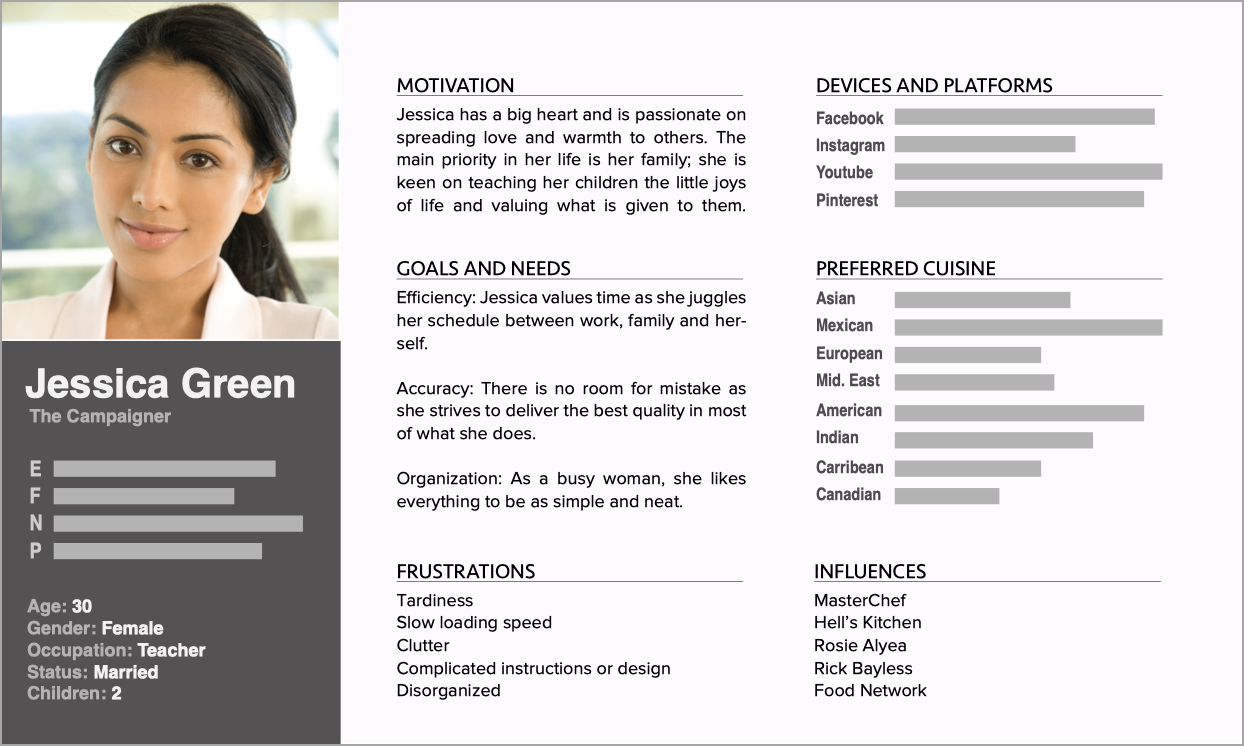 Jessica Green
The Campaigner
E
F
N
P
Age: 30
Gender: Female
Occupation: Teacher
Status: Married
Children: 2
MOTIVATION
Jessica has a big heart and is passionate on
spreading love and warmth to others. The
main priority in her life is her family; she is
keen on teaching her children the little joys
of life and valuing what is given to them.
GOALS AND NEEDS
Efficiency: Jessica values time as she juggles
her schedule between work, family and her-
self.
Accuracy: There is no room for mistake as
she strives to deliver the best quality in most
of what she does.
Organization: As a busy woman, she likes
everything to be as simple and neat.
FRUSTRATIONS
Tardiness
Slow loading speed
Clutter
Complicated instructions or design
Disorganized
DEVICES AND PLATFORMS
Facebook
Instagram
Youtube
Pinterest
PREFERRED CUISINE
Asian
Mexican
European
Mid. East
American
Indian
Carribean
Canadian
INFLUENCES
MasterChef
Hell’s Kitchen
Rosie Alyea
Rick Bayless
Food Network